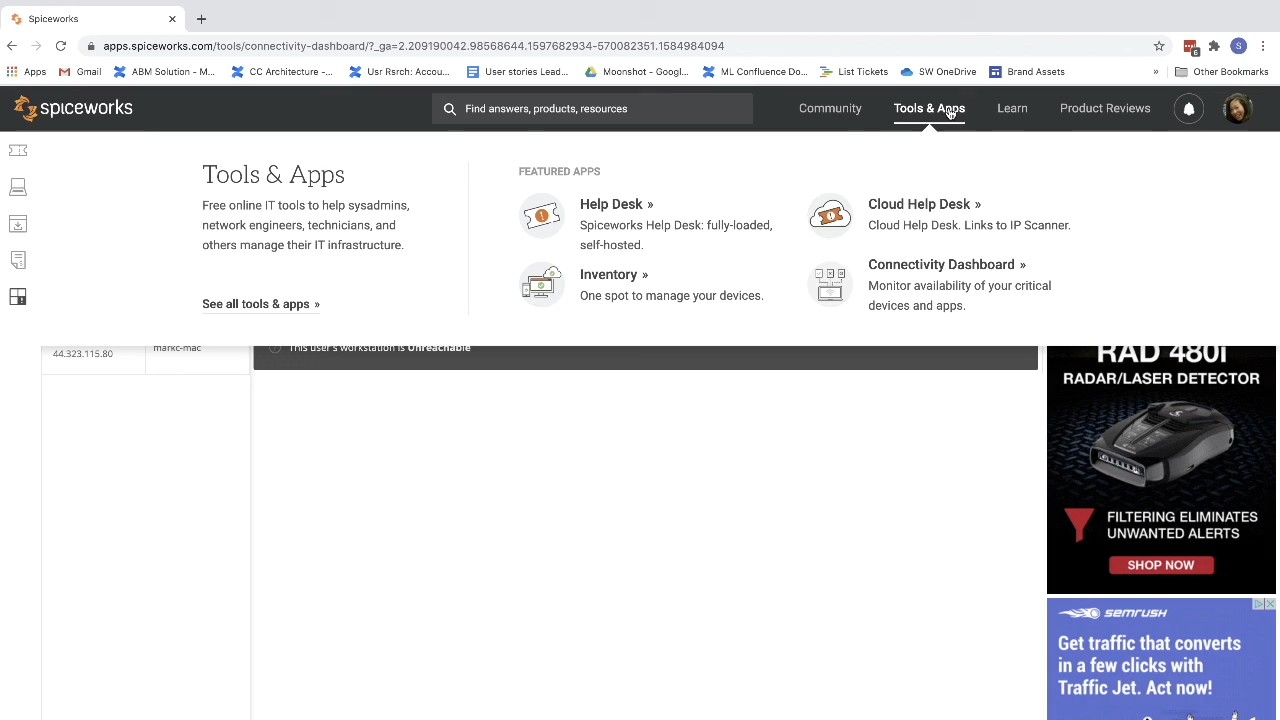 Spiceworks
apps.spiceworks.com/tools/connectivity-dashboard/?_ga=2.209190042.98568644.1597682934-570082351.1584984094
6
S
Apps
Gmail
ABM Solution - M...
CC Architecture -...
Usr Rsrch: Accou...
User stories Lead...
Moonshot - Googl...
ML Confluence Do...
List Tickets
SW OneDrive
Brand Assets
»
Other Bookmarks
spiceworks
Find answers, products, resources
Community
Tools & Apps
Learn
Product Reviews
Tools & Apps
Free online IT tools to help sysadmins,
network engineers, technicians, and
others manage their IT infrastructure.
See all tools & apps »
FEATURED APPS
Help Desk »
Spiceworks Help Desk: fully-loaded,
self-hosted.
Inventory »
One spot to manage your devices.
Cloud Help Desk »
Cloud Help Desk. Links to IP Scanner.
Connectivity Dashboard »
Monitor availability of your critical
devices and apps.
44.323.115.80
markc-mac
This user's workstation is Unreachable
RAD 480i
RADAR/LASER DETECTOR
FILTERING ELIMINATES
UNWANTED ALERTS
SHOP NOW
SEMRUSH
Get traffic that converts
in a few clicks with
Traffic Jet. Act now!